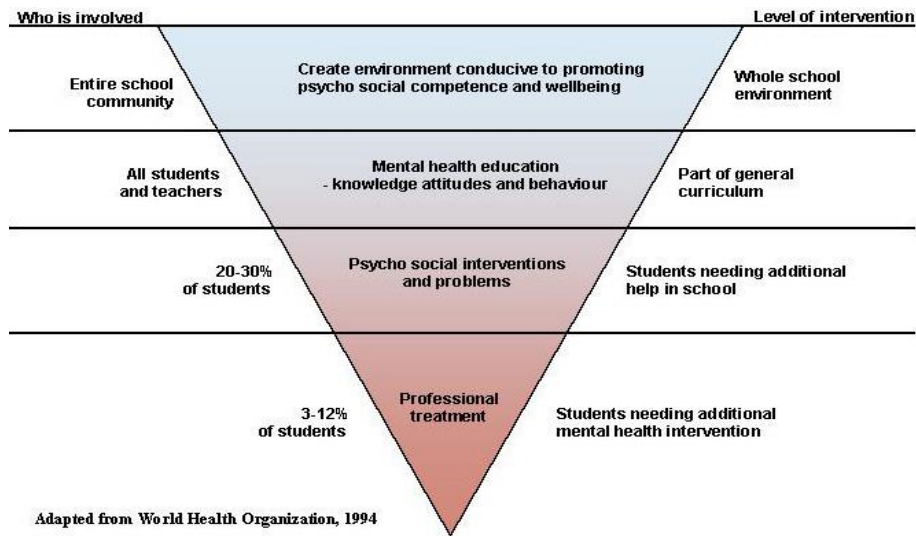 Who is involved
Level of intervention
Entire school
community
Create environment conducive to promoting
psycho social competence and wellbeing
Whole school
environment
All students
and teachers
Mental health education
- knowledge attitudes and behaviour
Part of general
curriculum
20-30%
of students
Psycho social interventions
and problems
Students needing additional
help in school
3-12%
of students
Professional
treatment
Students needing additional
mental health intervention
Adapted from World Health Organization, 1994